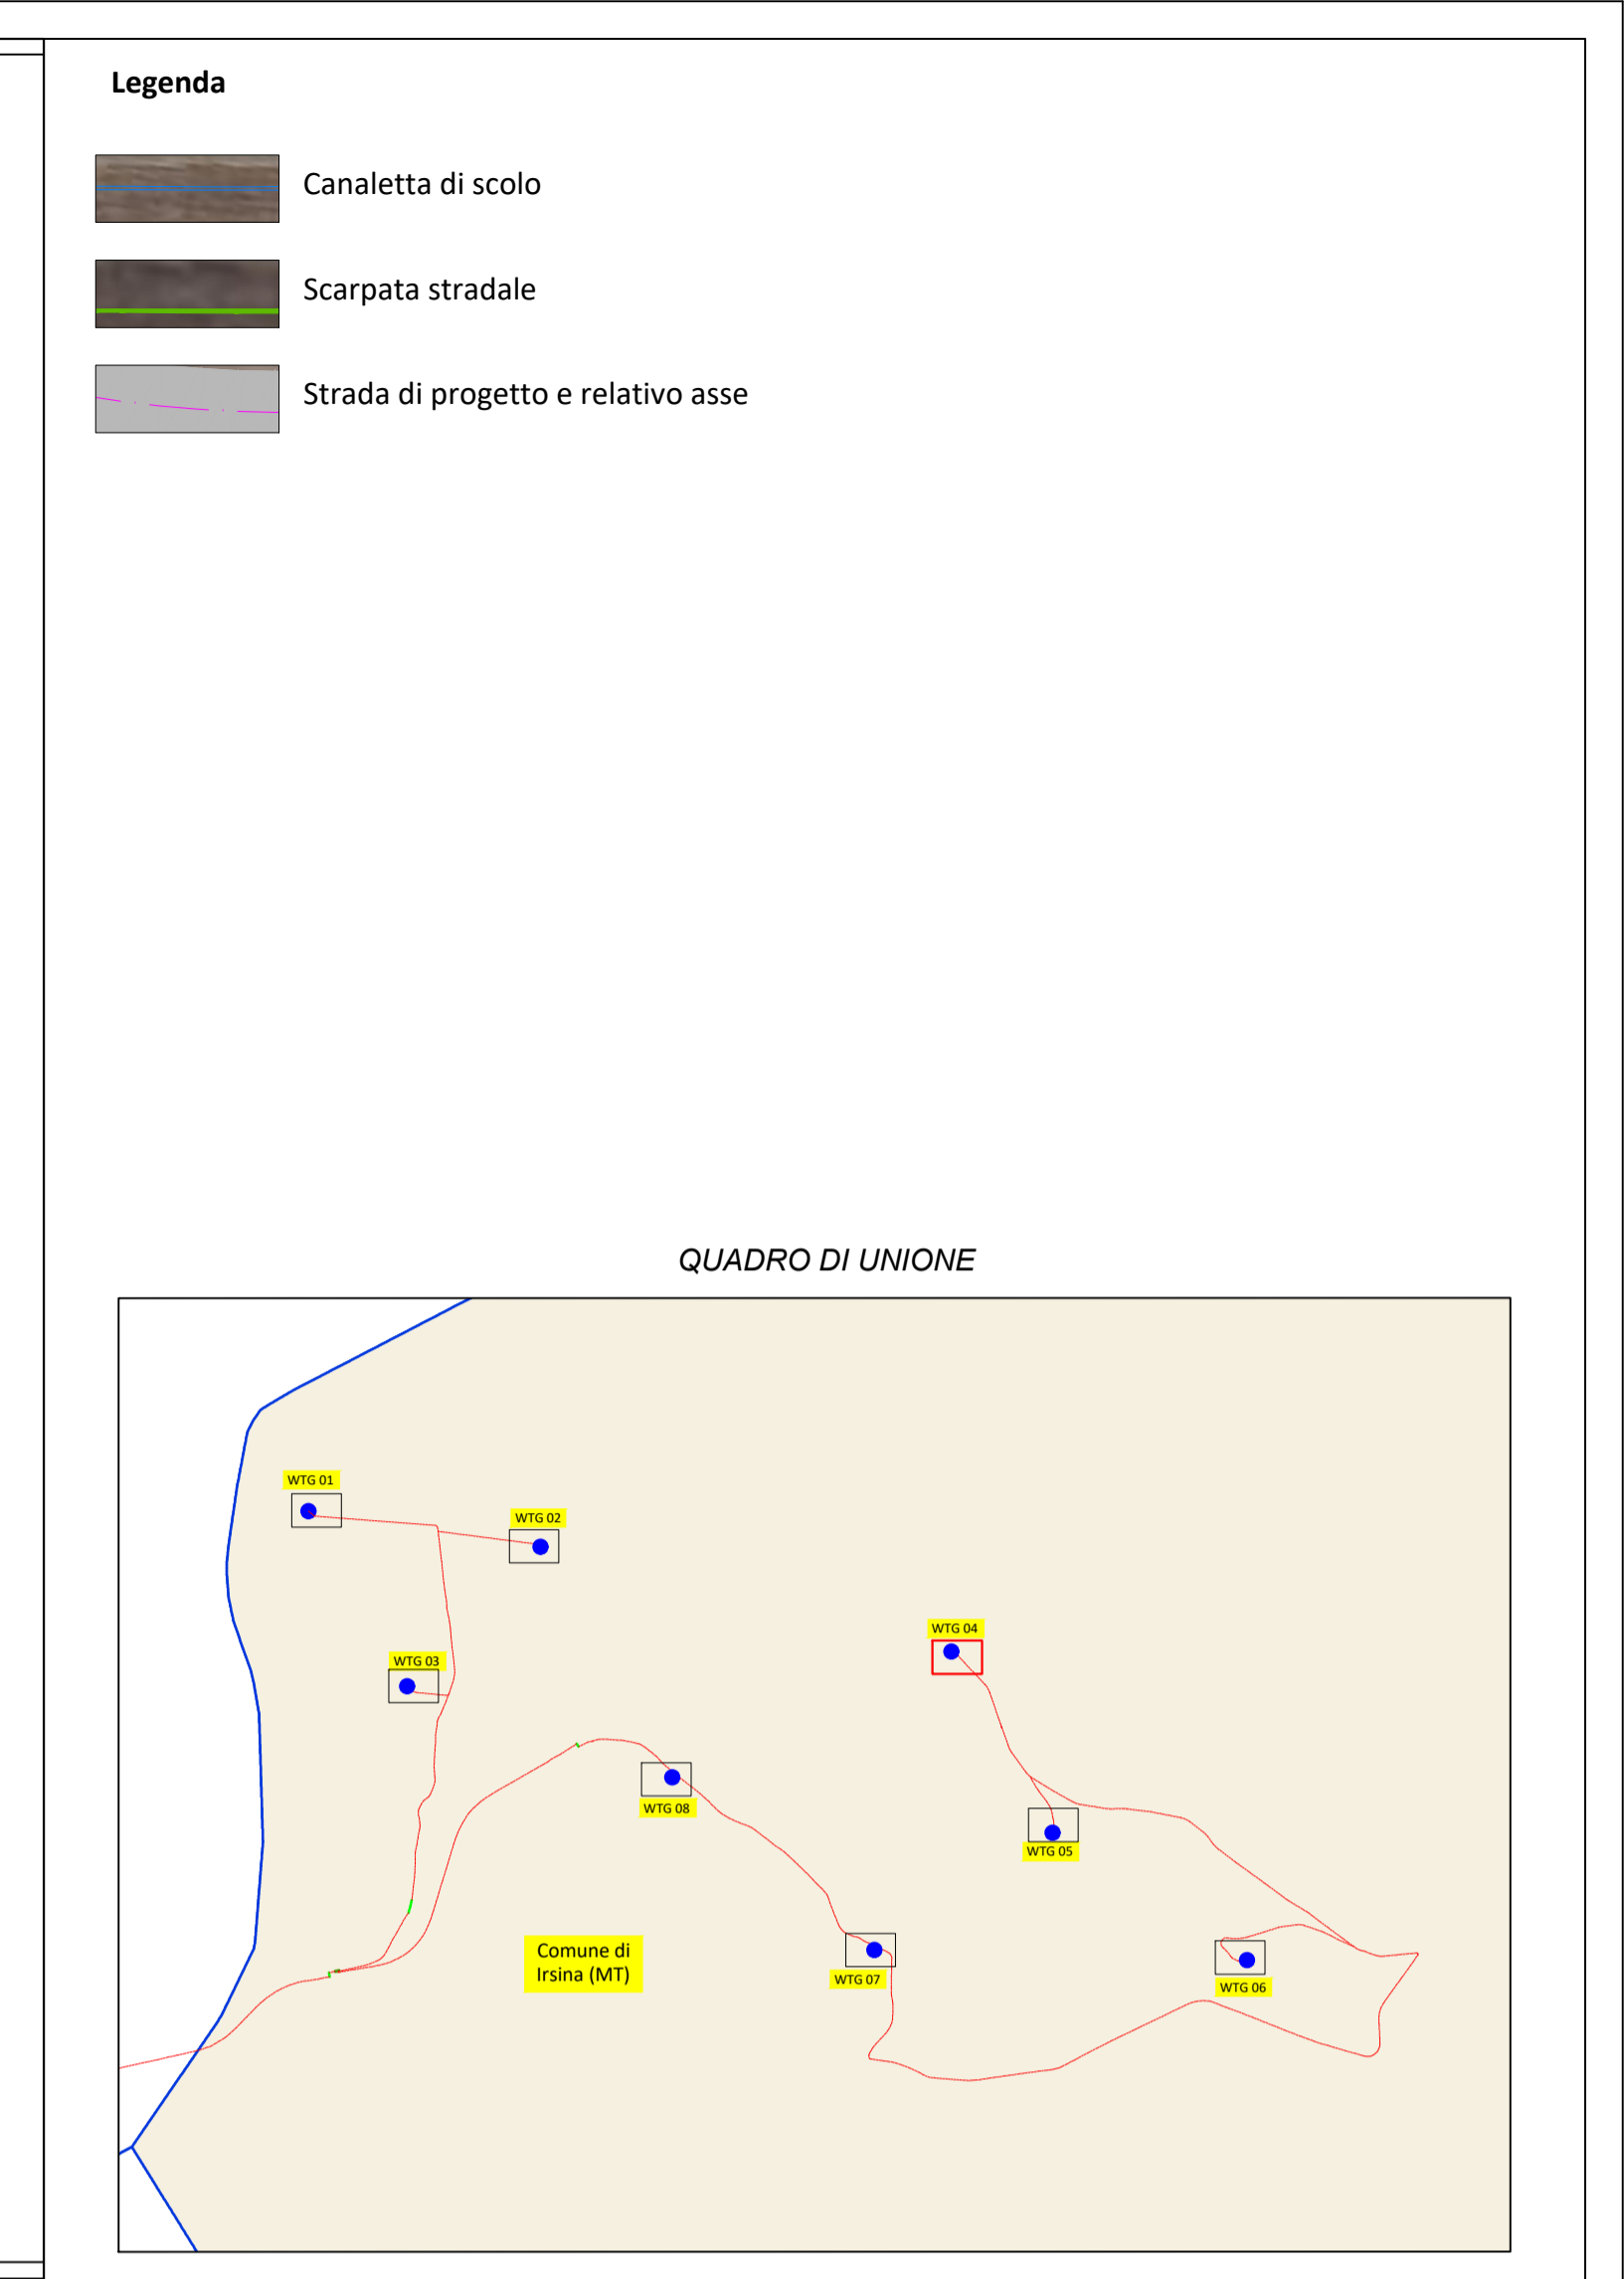 Legenda
Canaletta di scolo
Scarpata stradale
Strada di progetto e relativo asse
QUADRO DI UNIONE
WTG 01
WTG 02
WTG 04
WTG 03
WTG 08
WTG 05
Comune di
Irsina (MT)
WTG 07
WTG 06